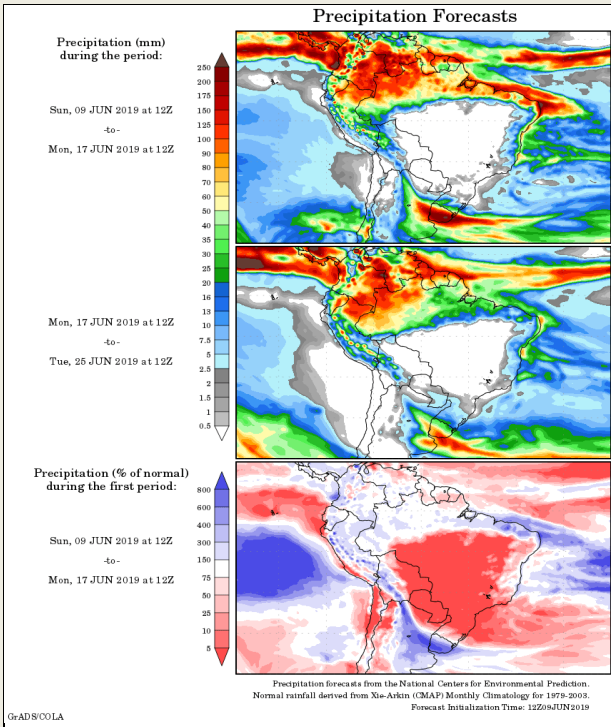 Precipitation Forecasts
Precipitation (mm)
during the period:
Sun, 09 JUN 2019 at 12Z
-to-
Mon, 17 JUN 2019 at 12Z
250
200
175
150
125
100
90
80
70
60
50
40
35
30
25
20
16
13
10
7.5
5
2.5
2
1.5
1
0.5
Mon, 17 JUN 2019 at 12Z
-to-
Tue, 25 JUN 2019 at 12Z
Precipitation (% of normal)
during the first period:
Sun, 09 JUN 2019 at 12Z
-to-
Mon, 17 JUN 2019 at 12Z
800
600
400
300
150
75
50
25
10
5
Precipitation forecasts from the National Centers for Environmental Prediction.
Normal rainfall derived from Xie-Arkin (CMAP) Monthly Climatology for 1979-2003.
Forecast Initialization Time: 12Z09JUN2019
GrADS/COLA